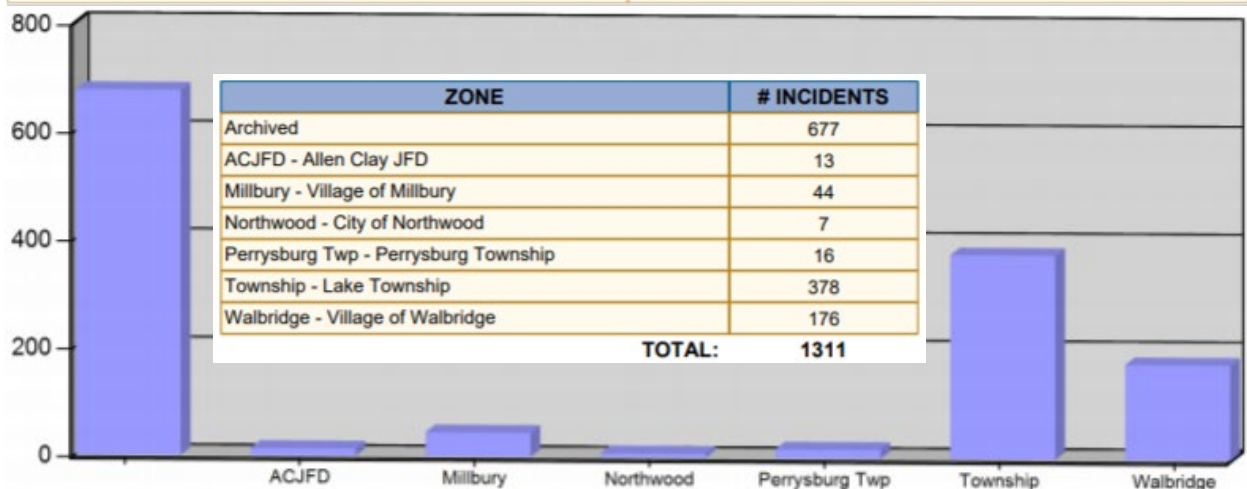 800
600
400
200
0
ZONE # INCIDENTS
Archived 677
ACJFD - Allen Clay JFD 13
Millbury - Village of Millbury 44
Northwood - City of Northwood 7
Perrysburg Twp - Perrysburg Township 16
Township - Lake Township 378
Walbridge - Village of Walbridge 176
TOTAL: 1311
ACJFD Millbury Northwood Perrysburg Twp Township Walbridge